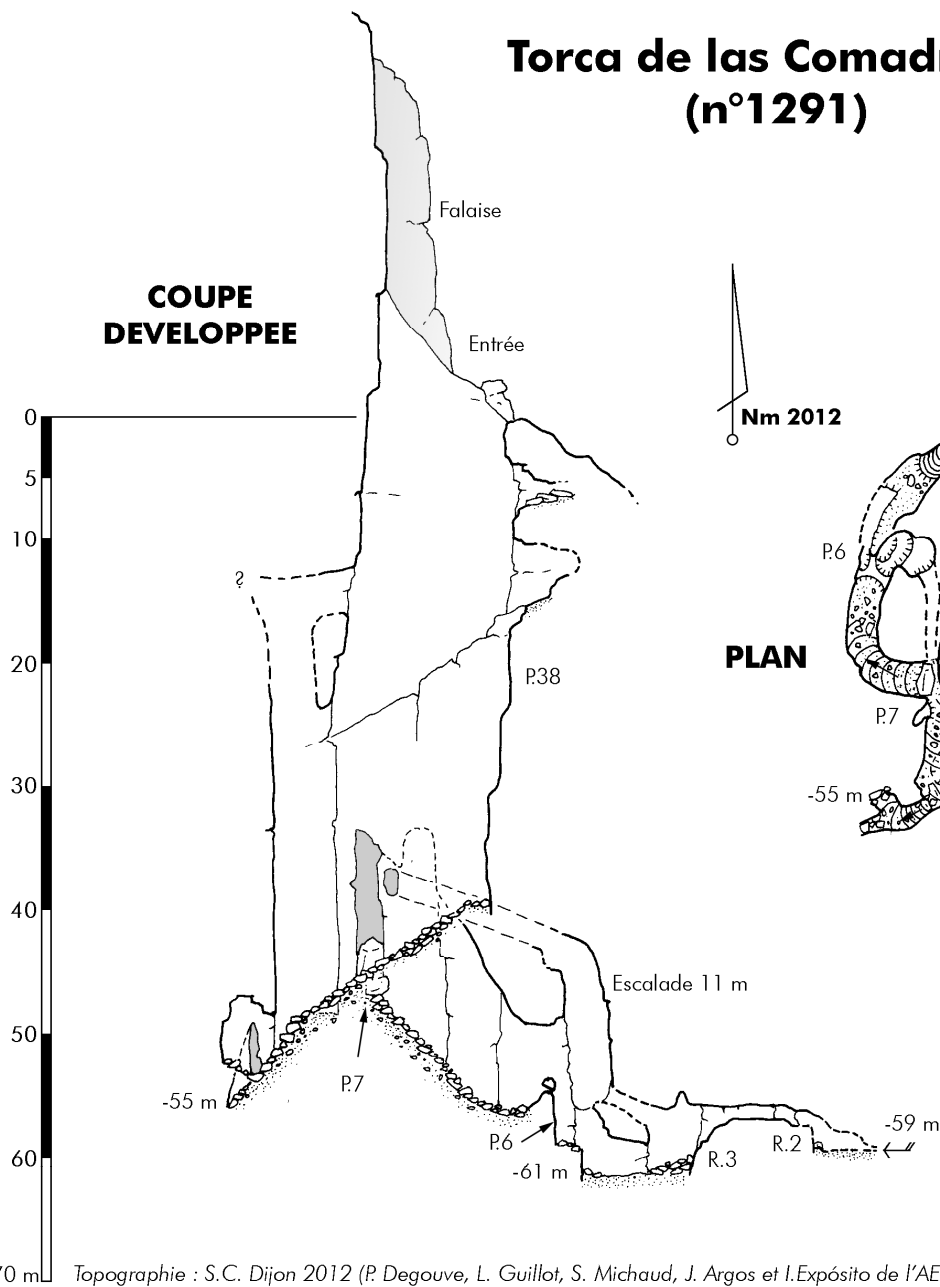 Torca de las Comad
(n°1291)
Falaise
COUPE
DEVELOPPEE
Entrée
0
Nm 2012
5
10
P.6
?
20
PLAN
P.38
P.7
30
-55 m
40
Escalade 11 m
50
P.7
-55 m
-59 m
P.6
60
-61 m
R.3
R.2
70 m
Topographie : S.C. Dijon 2012 (P. Degouve, L. Guillot, S. Michaud, J. Argos et I.Expósito de l'AE